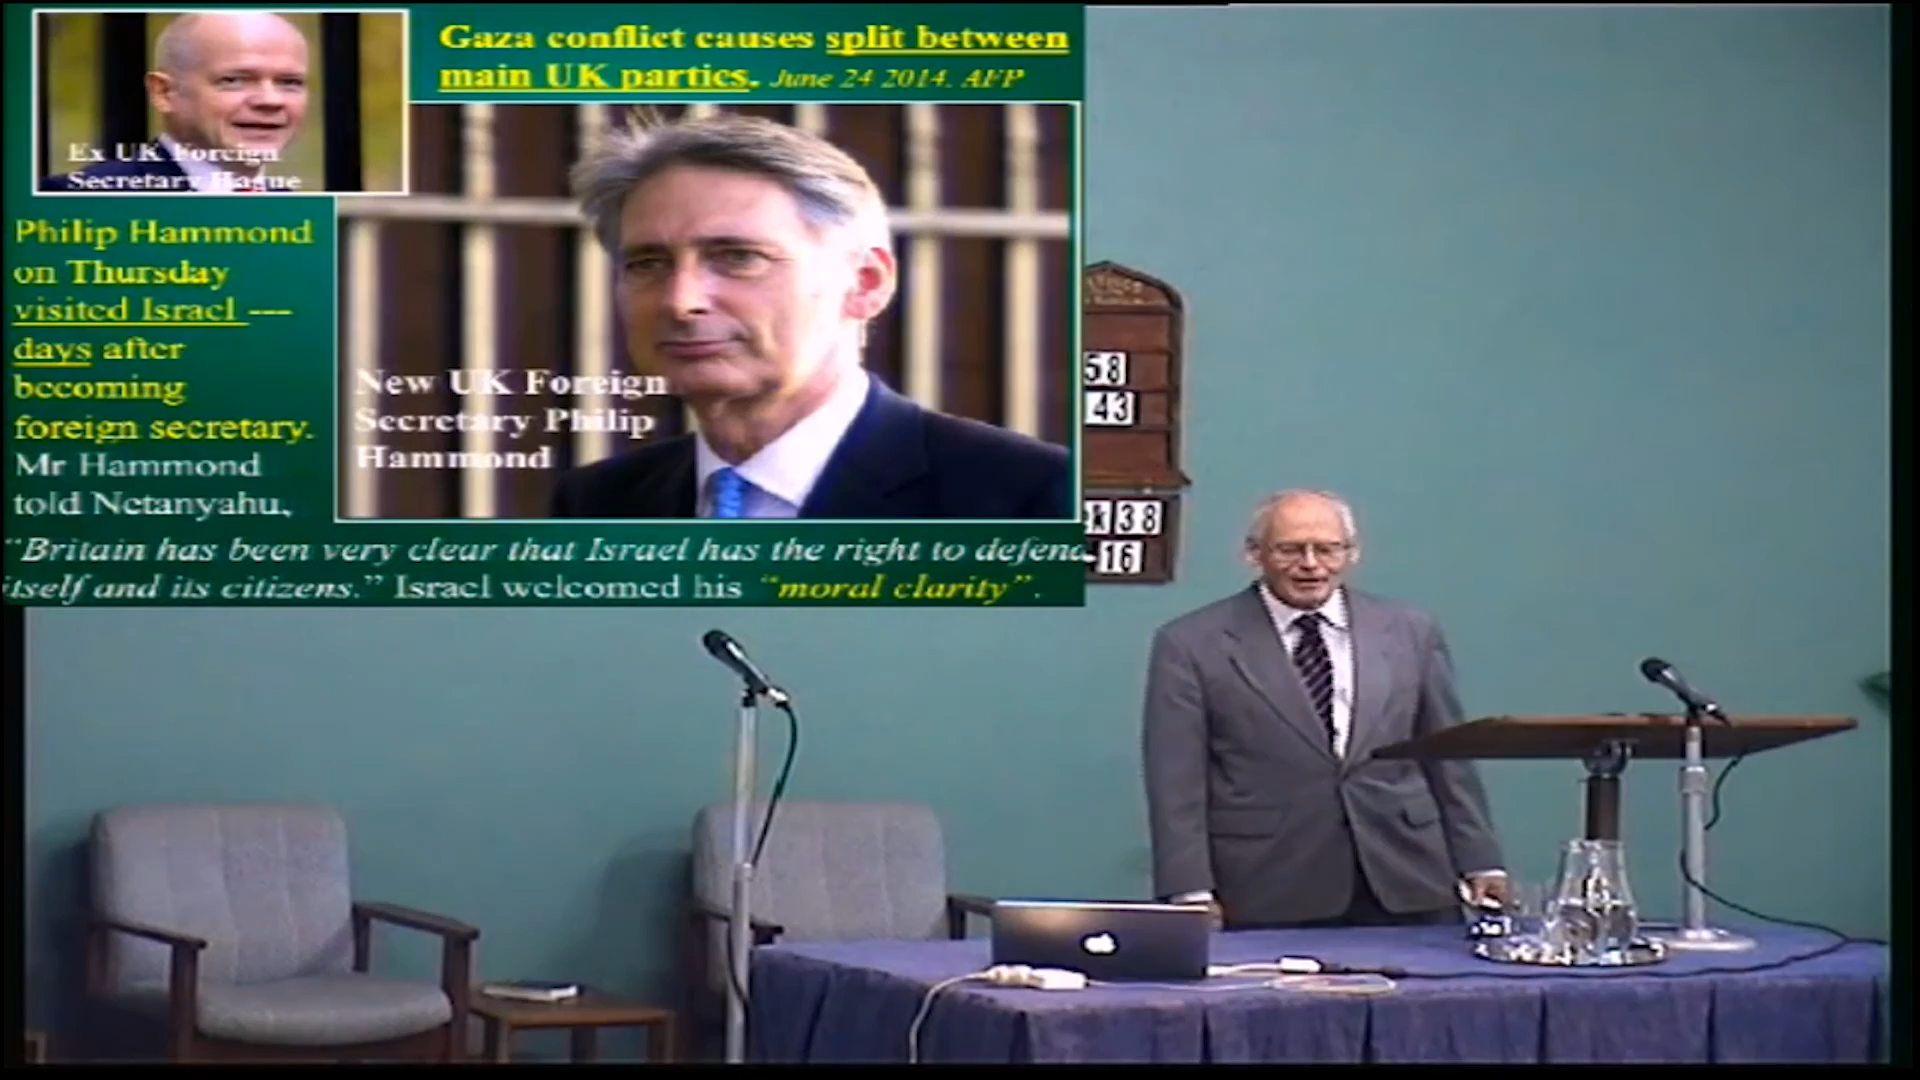 Gaza conflict causes split between
main UK parties. June 24 2014. AFP
Ex UK Foreign
Secretary Hague
Philip Hammond
on Thursday
visited Israel ---
days after
becoming
foreign secretary.
Mr Hammond
told Netanyahu,
New UK Foreign
Secretary Philip
Hammond
"Britain has been very clear that Israel has the right to defend
itself and its citizens." Israel welcomed his "moral clarity".
58
43
k 38
-16